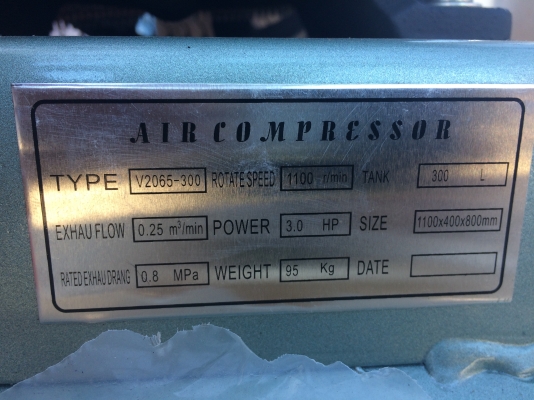 AIR COMPRESSOR
TYPE V2065-300 ROTATE SPEED 1100 r/min TANK 300 L
EXHAU FLOW 0.25 m³/min POWER 3.0 HP SIZE 1100x400x800mm
RATED EXHAU DRANG 0.8 MPa WEIGHT 95 Kg DATE